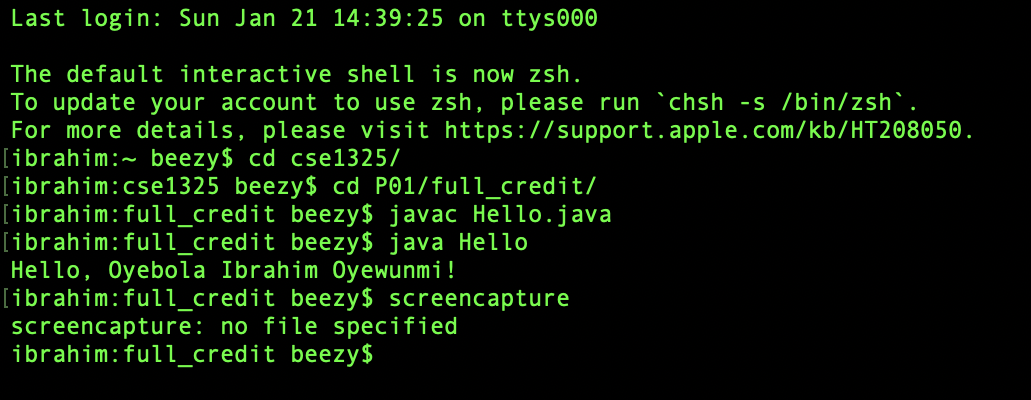 Last login: Sun Jan 21 14:39:25 on ttys000
The default interactive shell is now zsh.
To update your account to use zsh, please run `chsh -s /bin/zsh`.
For more details, please visit https://support.apple.com/kb/HT208050.
[ibrahim:~ beezy$ cd cse1325/
[ibrahim:cse1325 beezy$ cd P01/full_credit/
[ibrahim:full_credit beezy$ javac Hello.java
[ibrahim:full_credit beezy$ java Hello
Hello, Oyebola Ibrahim Oyewunmi!
[ibrahim:full_credit beezy$ screencapture
screencapture: no file specified
ibrahim:full_credit beezy$